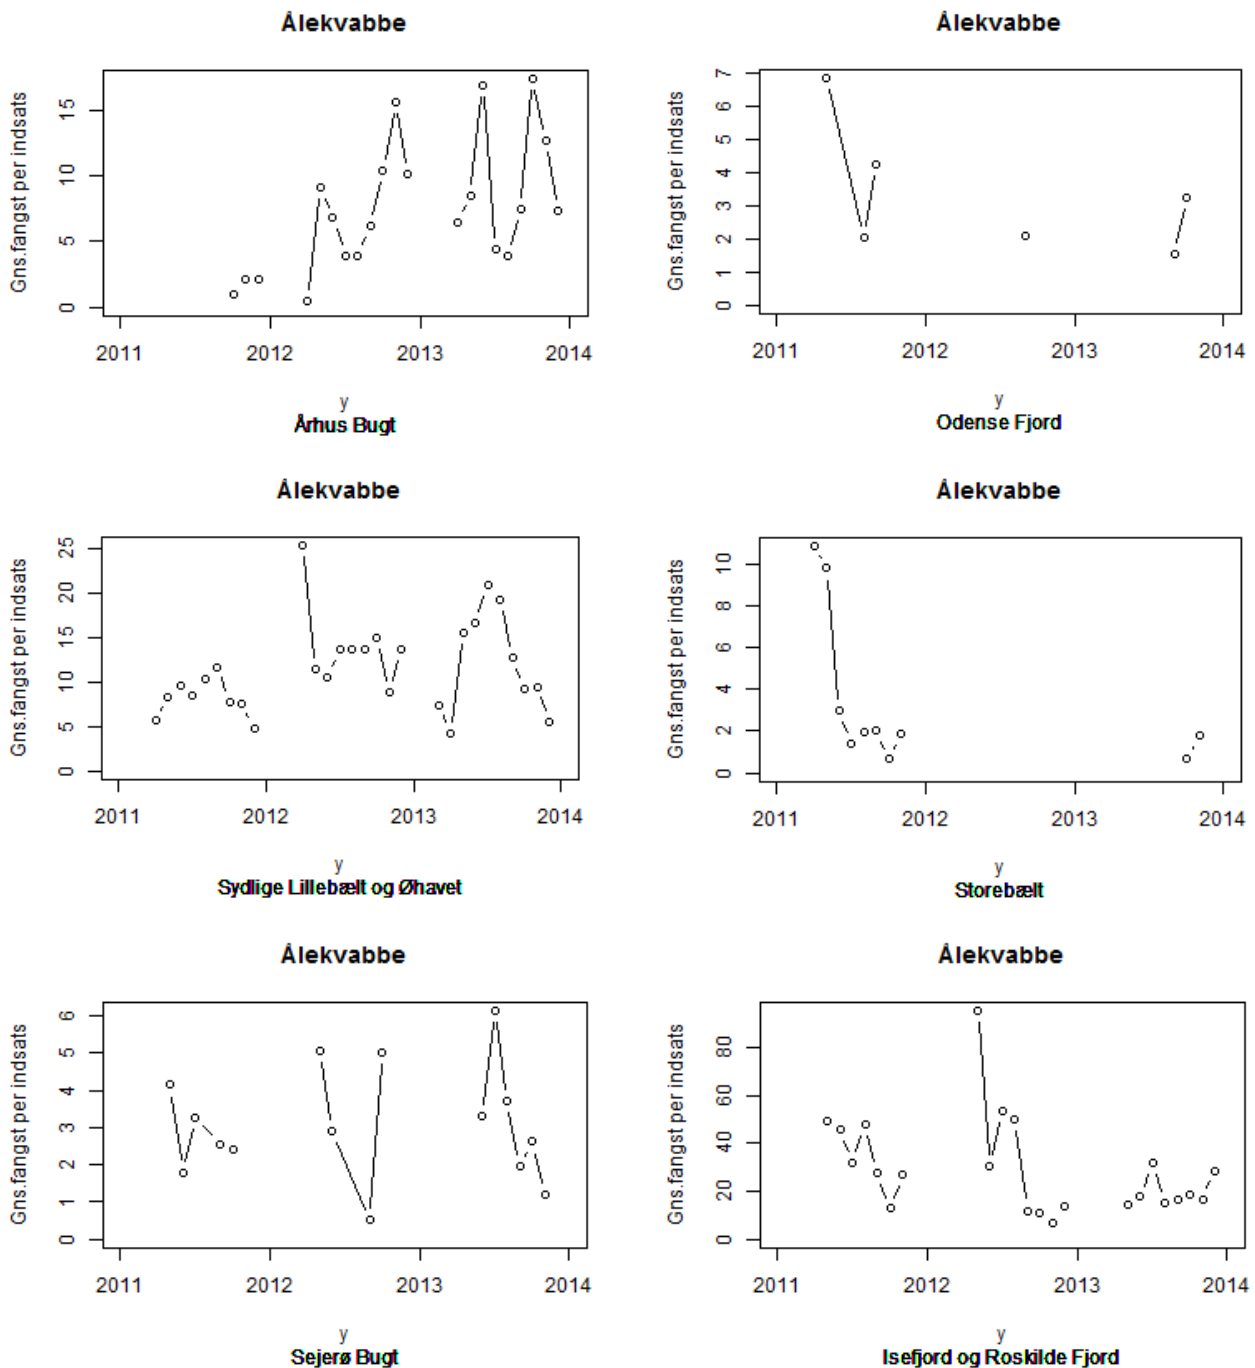 Ålekvabbe
Gns.fangst per indsats
0 5 10 15
2011 2012 2013 2014
y
Århus Bugt
Ålekvabbe
Gns.fangst per indsats
0 1 2 3 4 5 6 7
2011 2012 2013 2014
y
Odense Fjord
Ålekvabbe
Gns.fangst per indsats
0 5 10 15 20 25
2011 2012 2013 2014
y
Sydlige Lillebælt og Øhavet
Ålekvabbe
Gns.fangst per indsats
0 2 4 6 8 10
2011 2012 2013 2014
y
Storebælt
Ålekvabbe
Gns.fangst per indsats
0 1 2 3 4 5 6
2011 2012 2013 2014
y
Sejerø Bugt
Ålekvabbe
Gns.fangst per indsats
0 20 40 60 80
2011 2012 2013 2014
y
Isefjord og Roskilde Fjord